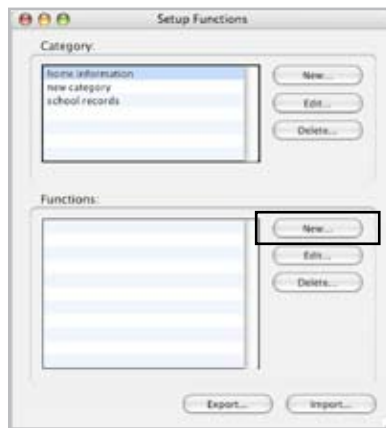 Setup Functions
Category:
home information
new category
school records
New...
Edit...
Delete...
Functions:
New...
Edit...
Delete...
Export...
Import...